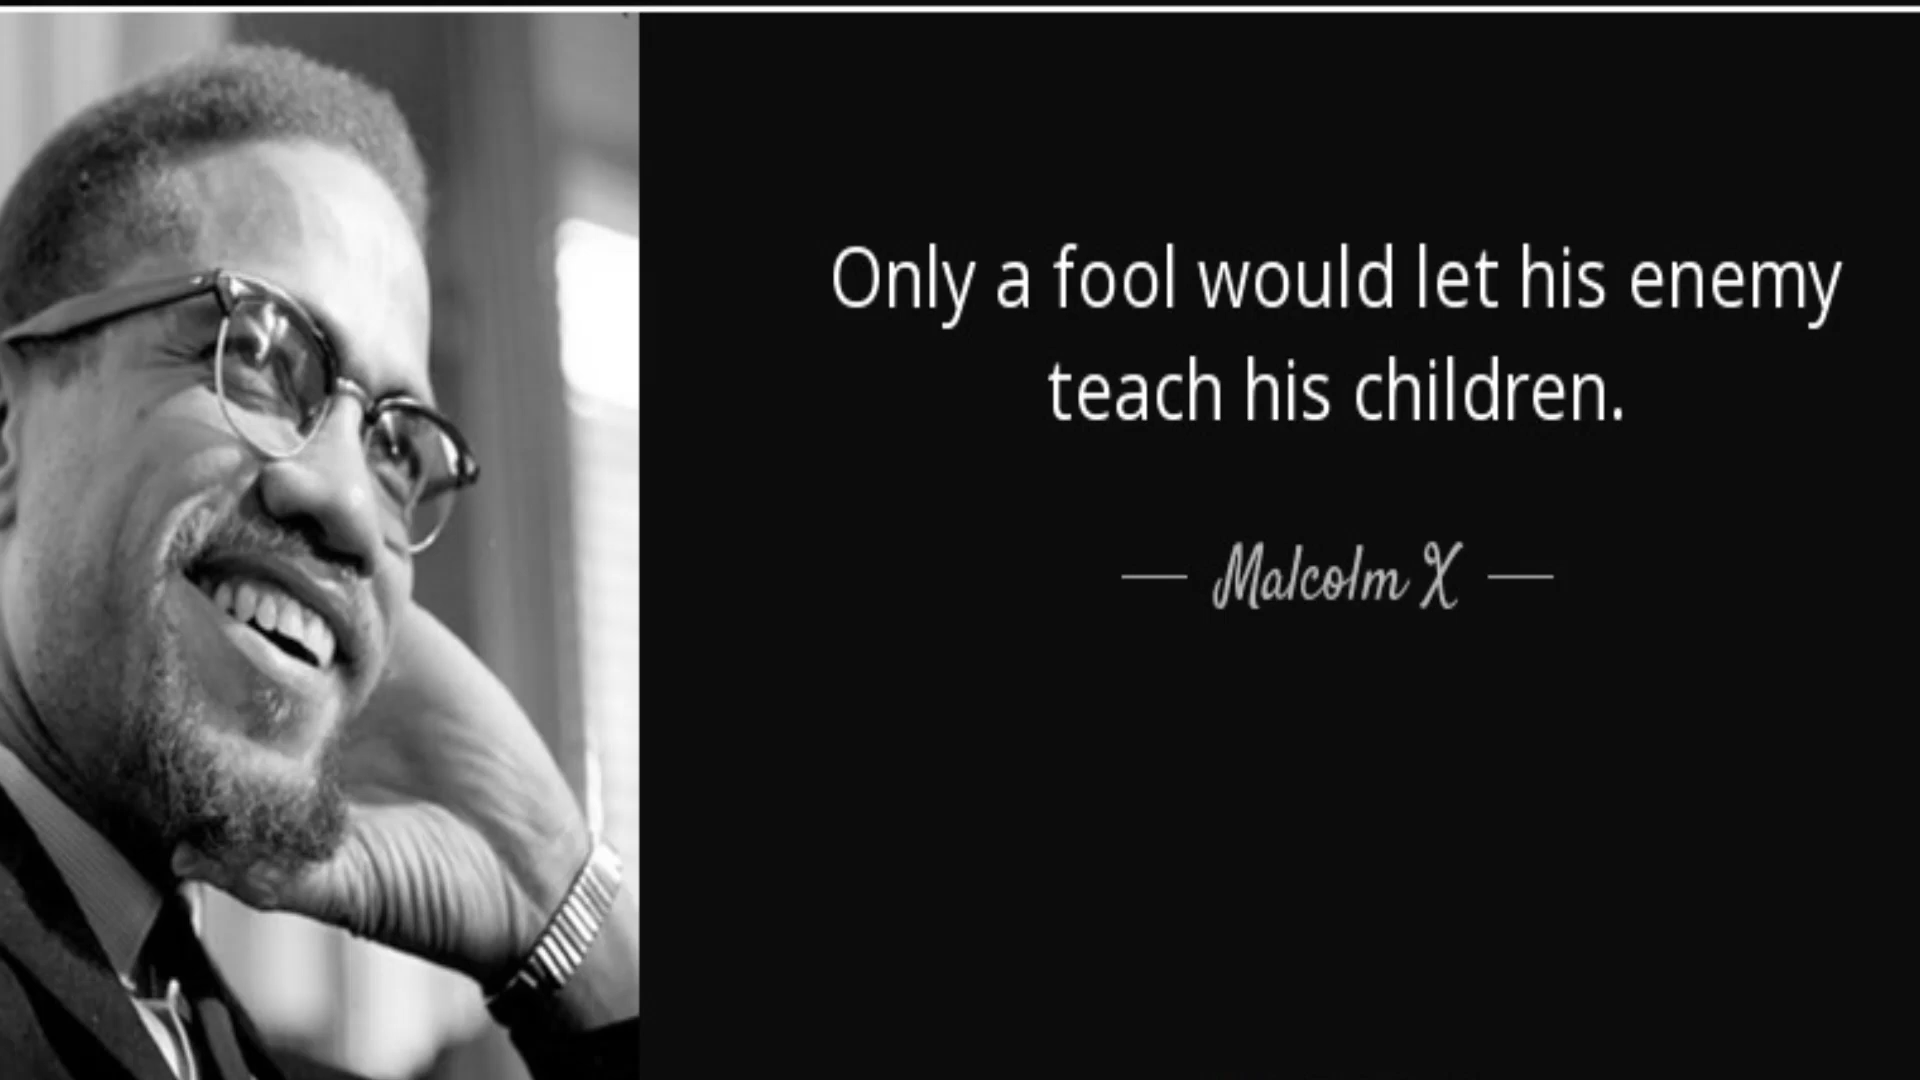 Only a fool would let his enemy
teach his children.
— Malcolm X —